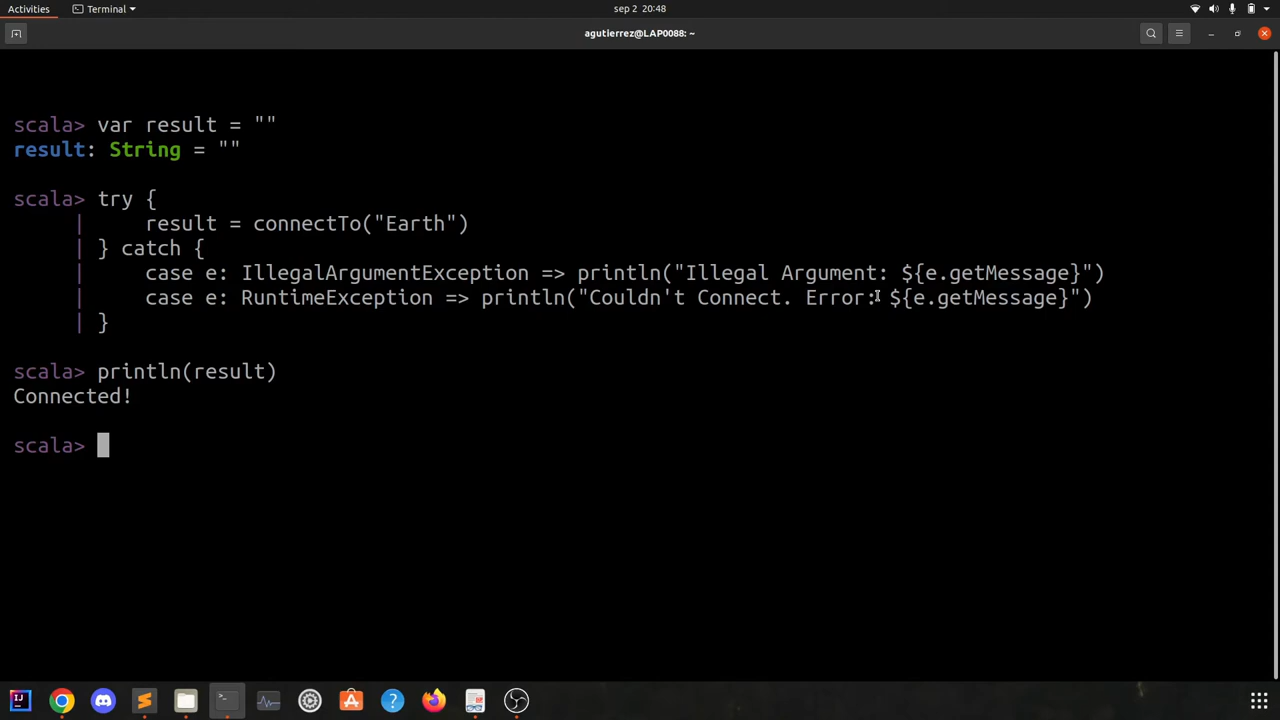 Activities Terminal sep 2 20:48
agutierrez@LAP0088: ~
scala> var result = ""
result: String = ""
scala> try {
     |     result = connectTo("Earth")
     | } catch {
     |     case e: IllegalArgumentException => println("Illegal Argument: ${e.getMessage}")
     |     case e: RuntimeException => println("Couldn't Connect. Error: ${e.getMessage}")
     | }
scala> println(result)
Connected!
scala>